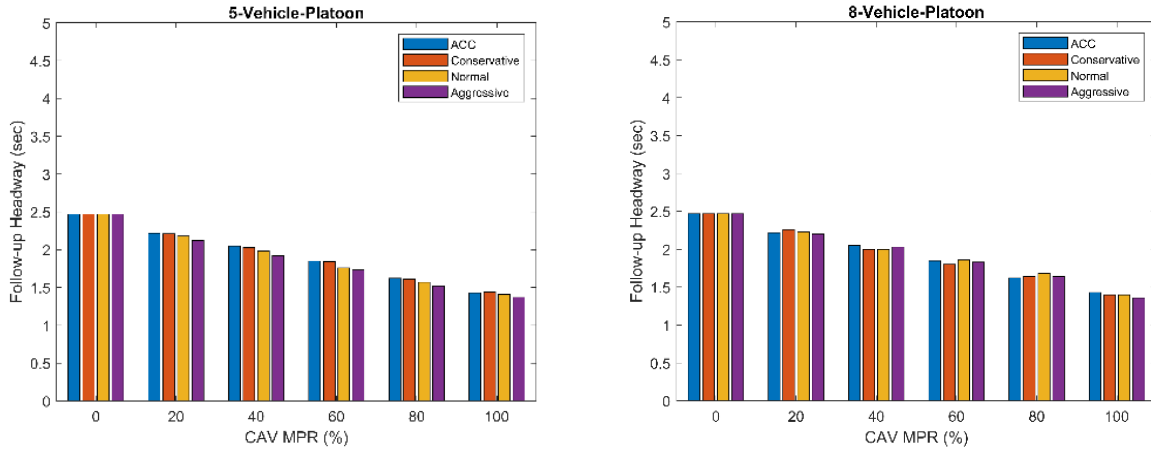 5-Vehicle-Platoon
5
4.5
4
3.5
3
2.5
2
1.5
1
0.5
0
Follow-up Headway (sec)
ACC
Conservative
Normal
Aggressive
0 20 40 60 80 100
CAV MPR (%)
8-Vehicle-Platoon
5
4.5
4
3.5
3
2.5
2
1.5
1
0.5
0
Follow-up Headway (sec)
ACC
Conservative
Normal
Aggressive
0 20 40 60 80 100
CAV MPR (%)